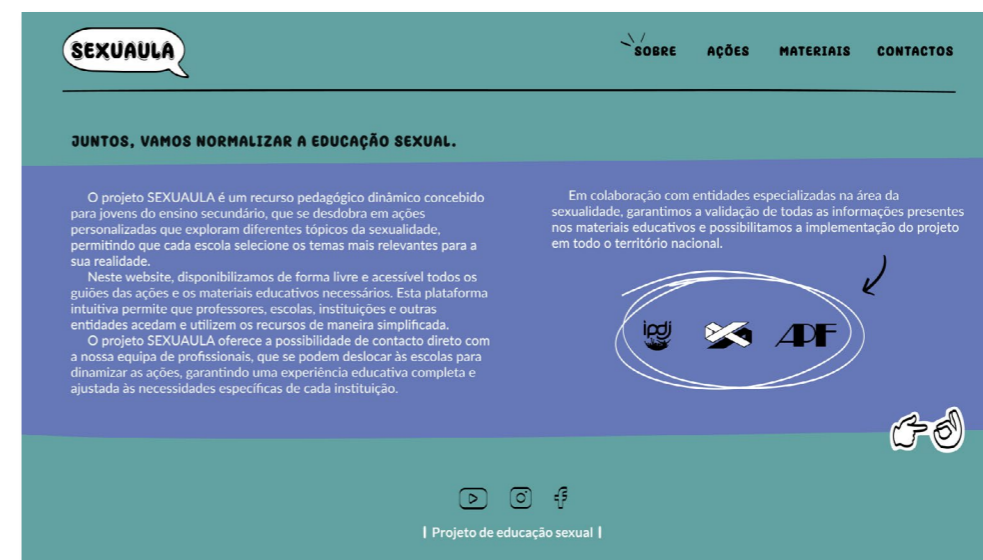 SEXUAULA
SOBRE AÇÕES MATERIAIS CONTACTOS
JUNTOS, VAMOS NORMALIZAR A EDUCAÇÃO SEXUAL.
O projeto SEXUAULA é um recurso pedagógico dinâmico concebido
para jovens do ensino secundário, que se desdobra em ações
personalizadas que exploram diferentes tópicos da sexualidade,
permitindo que cada escola selecione os temas mais relevantes para a
sua realidade.
Neste website, disponibilizamos de forma livre e acessível todos os
guiões das ações e os materiais educativos necessários. Esta plataforma
intuitiva permite que professores, escolas, instituições e outras
entidades acedam e utilizem os recursos de maneira simplificada.
O projeto SEXUAULA oferece a possibilidade de contacto direto com
a nossa equipa de profissionais, que se podem deslocar às escolas para
dinamizar as ações, garantindo uma experiência educativa completa e
ajustada às necessidades específicas de cada instituição.
Em colaboração com entidades especializadas na área da
sexualidade, garantimos a validação de todas as informações presentes
nos materiais educativos e possibilitamos a implementação do projeto
em todo o território nacional.
ipdj
APF
| Projeto de educação sexual |